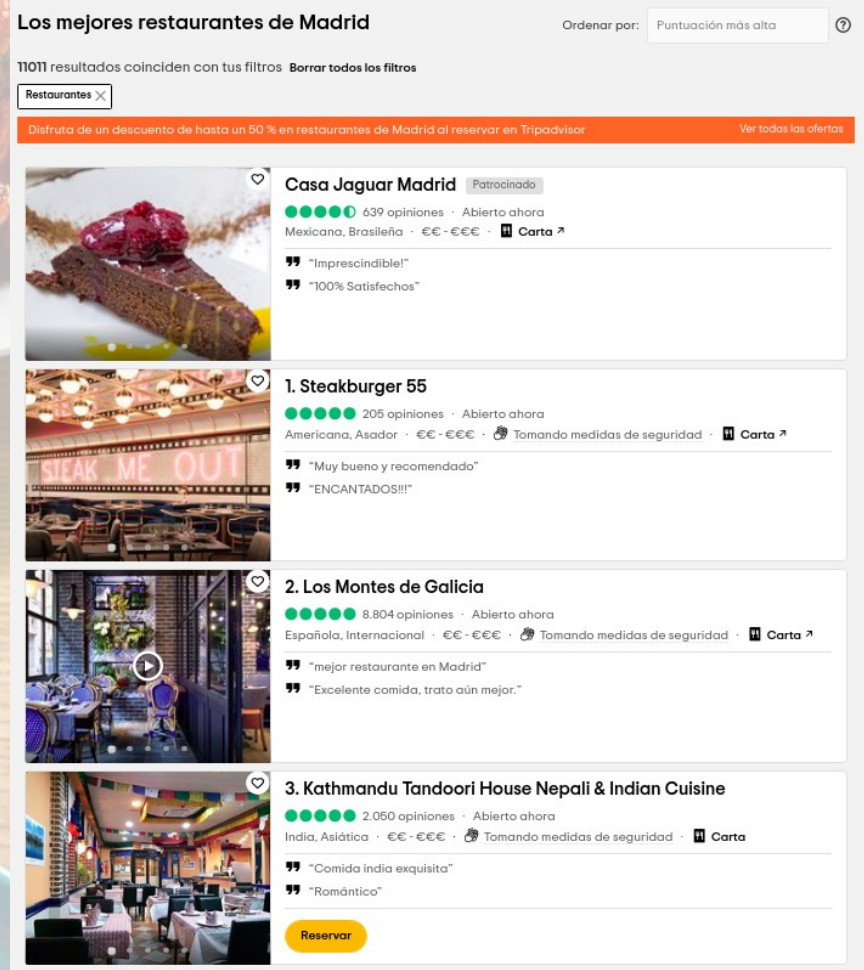 Los mejores restaurantes de Madrid
Ordenar por: Puntuación más alta
11011 resultados coinciden con tus filtros Borrar todos los filtros
Restaurantes
Disfruta de un descuento de hasta un 50 % en restaurantes de Madrid al reservar en Tripadvisor Ver todas las ofertas
Casa Jaguar Madrid Patrocinado
639 opiniones · Abierto ahora
Mexicana, Brasileña · €€ - €€€ · Carta
"Imprescindible!"
"100% Satisfechos"
STEAK ME OUT
1. Steakburger 55
205 opiniones · Abierto ahora
Americana, Asador · €€ - €€€ · Tomando medidas de seguridad · Carta
"Muy bueno y recomendado"
"ENCANTADOS!!!"
2. Los Montes de Galicia
8.804 opiniones · Abierto ahora
Española, Internacional · €€ - €€€ · Tomando medidas de seguridad · Carta
"mejor restaurante en Madrid"
"Excelente comida, trato aún mejor."
3. Kathmandu Tandoori House Nepali & Indian Cuisine
2.050 opiniones · Abierto ahora
India, Asiática · €€ - €€€ · Tomando medidas de seguridad · Carta
"Comida india exquisita"
"Romántico"
Reservar